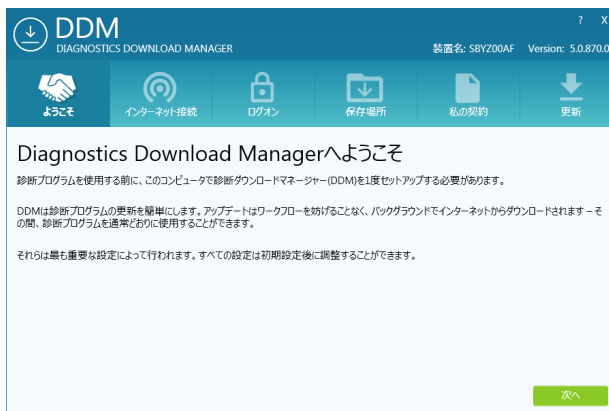 ? X
DDM
DIAGNOSTICS DOWNLOAD MANAGER
装置名: SBYZ00AF Version: 5.0.870.0
ようこそ インターネット接続 ログオン 保存場所 私の契約 更新
Diagnostics Download Managerへようこそ
診断プログラムを使用する前に、このコンピュータで診断ダウンロードマネージャー(DDM)を1度セットアップする必要があります。
DDMは診断プログラムの更新を簡単にします。アップデートはワークフローを妨げることなく、バックグラウンドでインターネットからダウンロードされます – そ
の間、診断プログラムを通常どおりに使用することができます。
それらは最も重要な設定によって行われます。すべての設定は初期設定後に調整することができます。
次へ